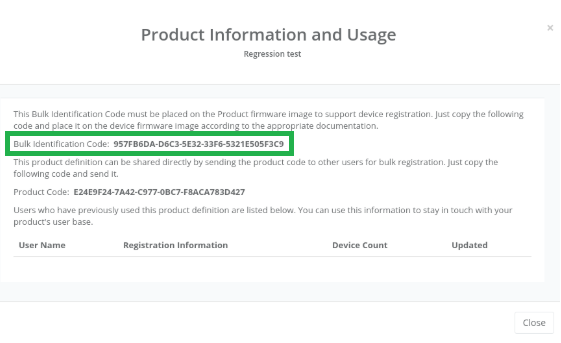 ×
Product Information and Usage
Regression test
This Bulk Identification Code must be placed on the Product firmware image to support device registration. Just copy the following
code and place it on the device firmware image according to the appropriate documentation.
Bulk Identification Code: 957FB6DA-D6C3-5E32-33F6-5321E505F3C9
This product definition can be shared directly by sending the product code to other users for bulk registration. Just copy the
following code and send it.
Product Code: E24E9F24-7A42-C977-0BC7-F8ACA783D427
Users who have previously used this product definition are listed below. You can use this information to stay in touch with your
product's user base.
User Name Registration Information Device Count Updated
Close